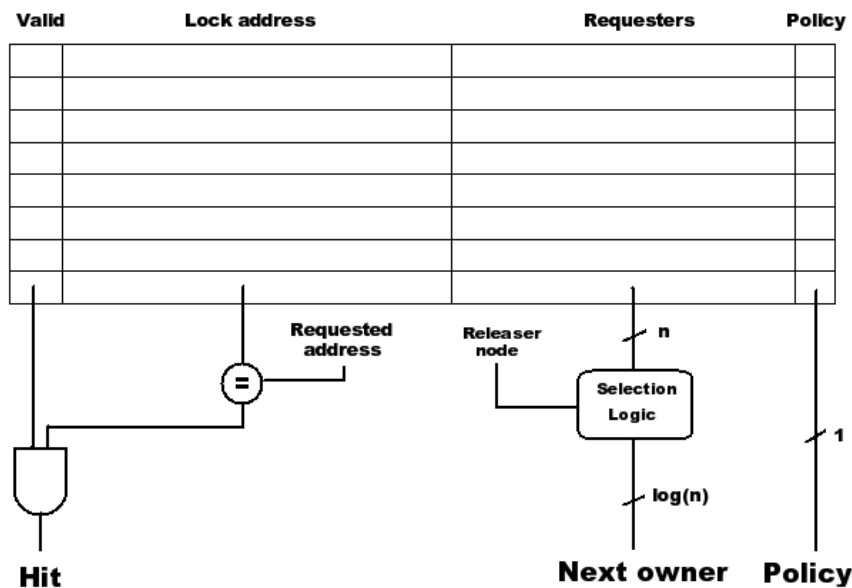 Valid Lock address Requesters Policy
Requested
address
Releaser
node
n
=
Selection
Logic
1
log(n)
Hit Next owner Policy